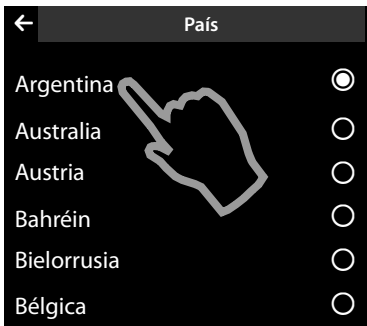 País
Argentina
Australia
Austria
Bahréin
Bielorrusia
Bélgica